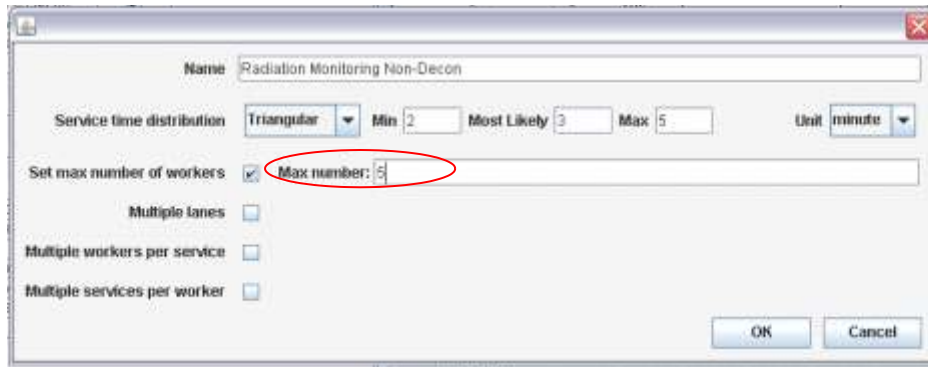 Name Radiation Monitoring Non-Decon
Service time distribution Triangular Min 2 Most Likely 3 Max 5 Unit minute
Set max number of workers Max number: 5
Multiple lanes
Multiple workers per service
Multiple services per worker
OK Cancel